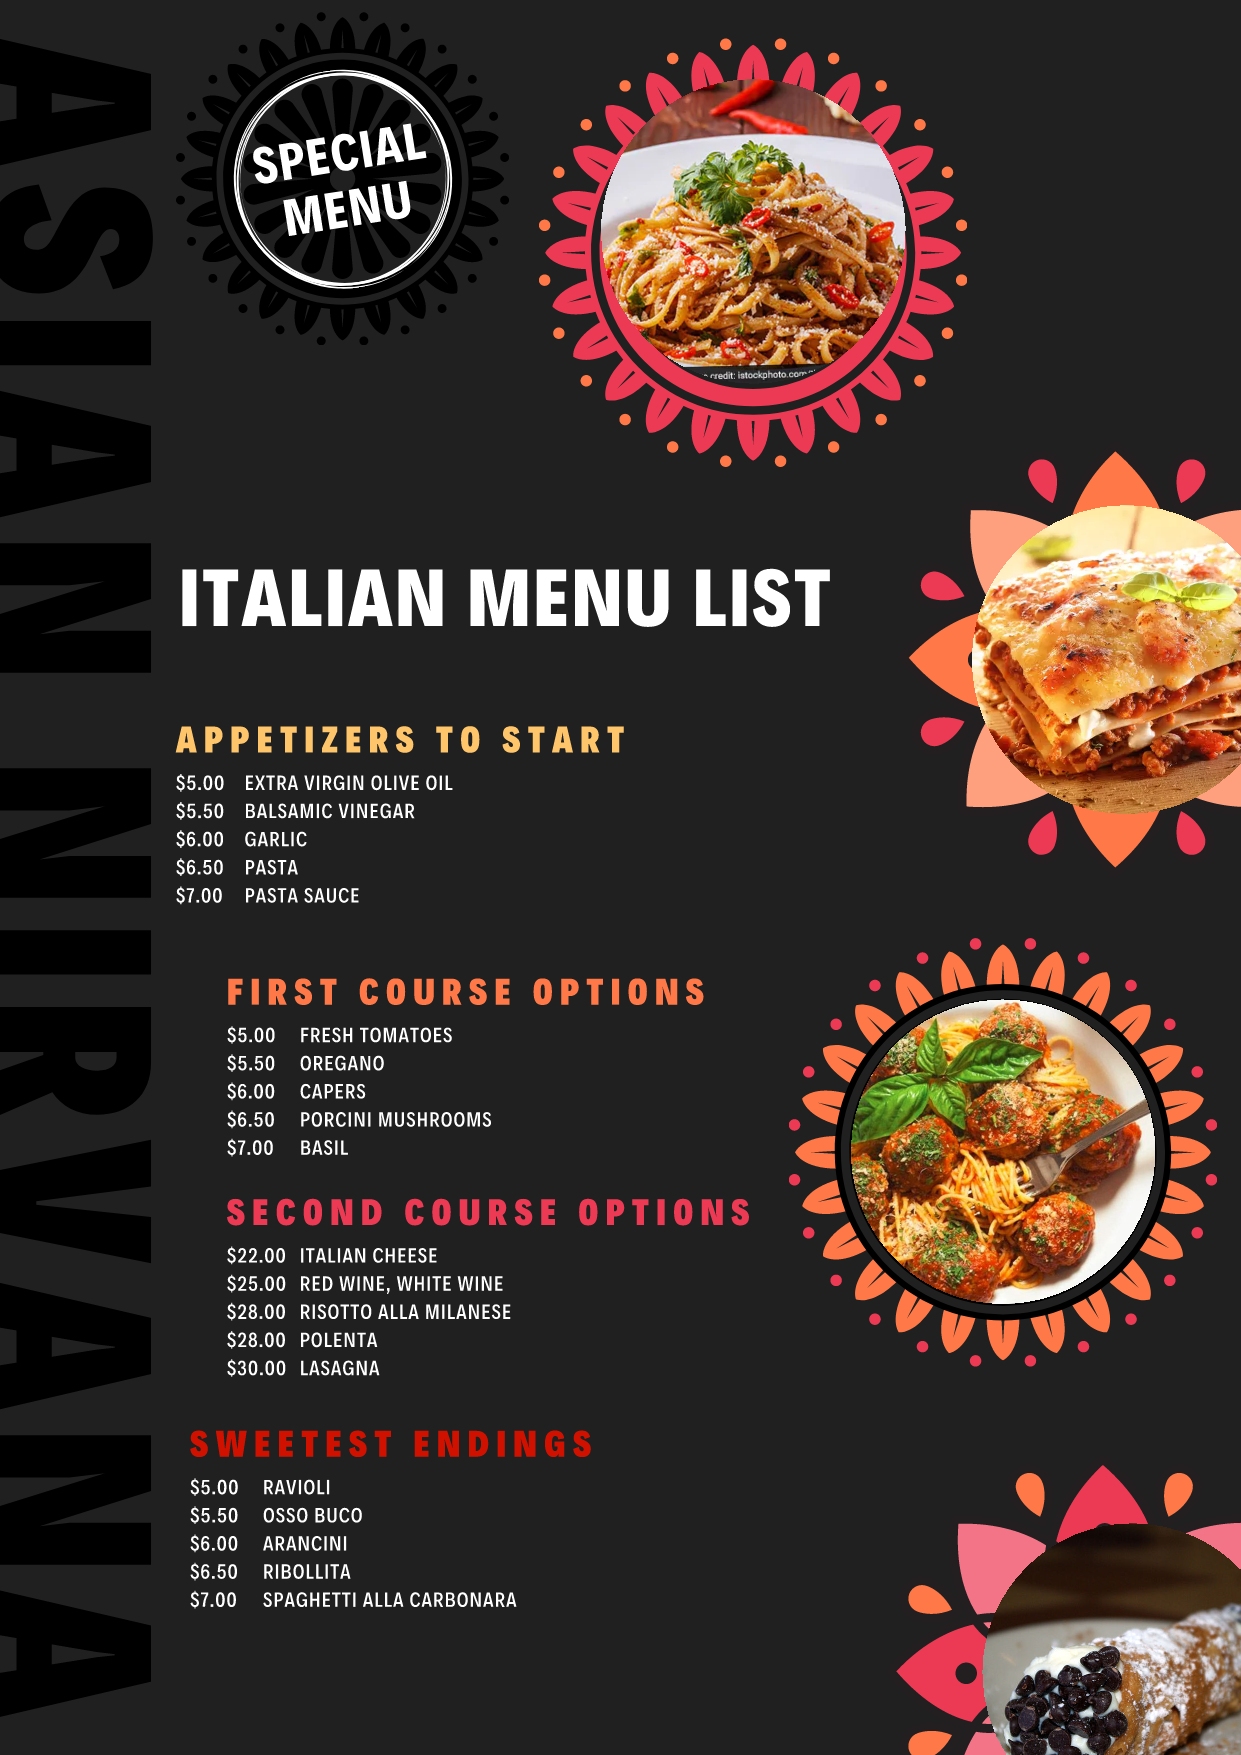 ASIAN NIRVANA
SPECIAL
MENU
credit: istockphoto.com
ITALIAN MENU LIST
APPETIZERS TO START
$5.00 EXTRA VIRGIN OLIVE OIL
$5.50 BALSAMIC VINEGAR
$6.00 GARLIC
$6.50 PASTA
$7.00 PASTA SAUCE
FIRST COURSE OPTIONS
$5.00 FRESH TOMATOES
$5.50 OREGANO
$6.00 CAPERS
$6.50 PORCINI MUSHROOMS
$7.00 BASIL
SECOND COURSE OPTIONS
$22.00 ITALIAN CHEESE
$25.00 RED WINE, WHITE WINE
$28.00 RISOTTO ALLA MILANESE
$28.00 POLENTA
$30.00 LASAGNA
SWEETEST ENDINGS
$5.00 RAVIOLI
$5.50 OSSO BUCO
$6.00 ARANCINI
$6.50 RIBOLLITA
$7.00 SPAGHETTI ALLA CARBONARA